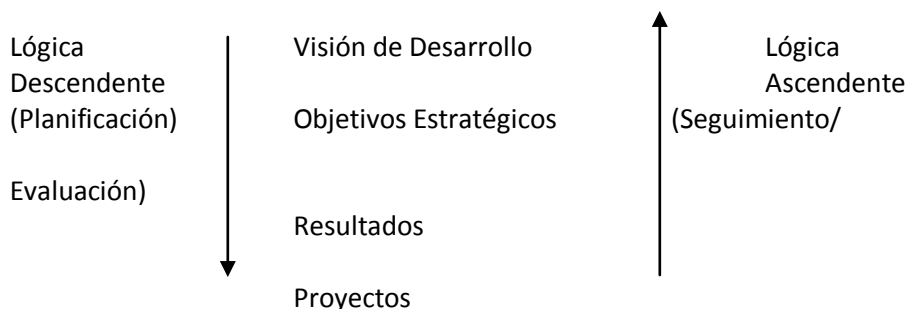 Lógica Visión de Desarrollo Lógica
Descendente Ascendente
(Planificación) Objetivos Estratégicos (Seguimiento/
Evaluación)
Resultados
Proyectos